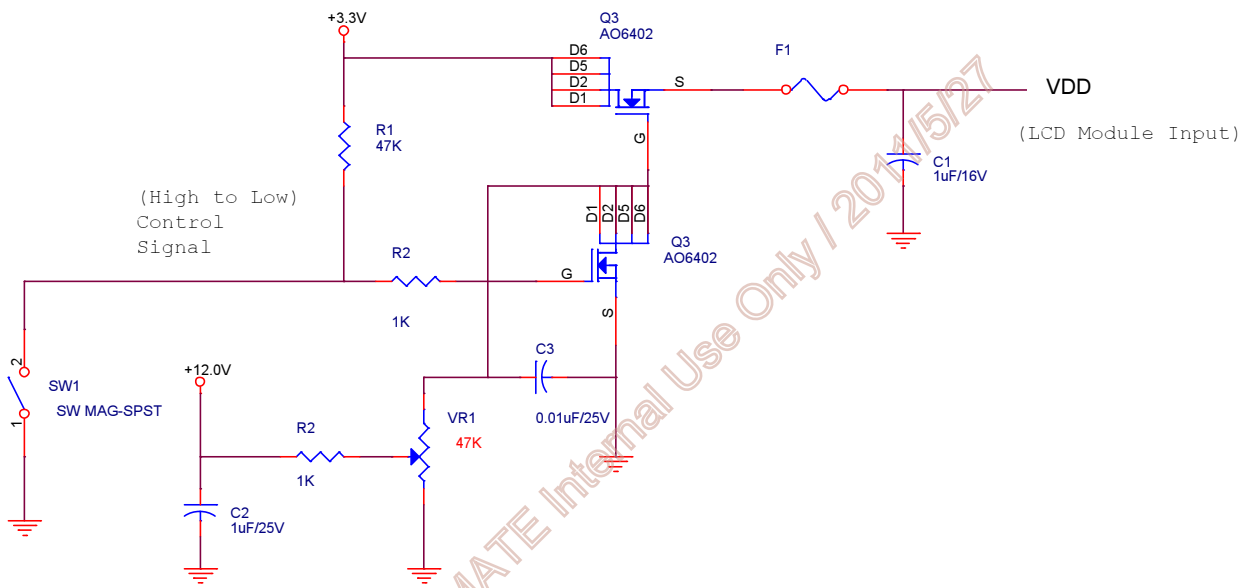 +3.3V
Q3
AO6402
D6
D5
D2
D1
S
G
F1
VDD
(LCD Module Input)
C1
1uF/16V
R1
47K
(High to Low)
Control
Signal
D1
D2
D5
D6
Q3
AO6402
R2
1K
G
S
2
1
SW1
SW MAG-SPST
+12.0V
C3
0.01uF/25V
VR1
47K
R2
1K
C2
1uF/25V
MATE Internal Use Only / 2011/5/27